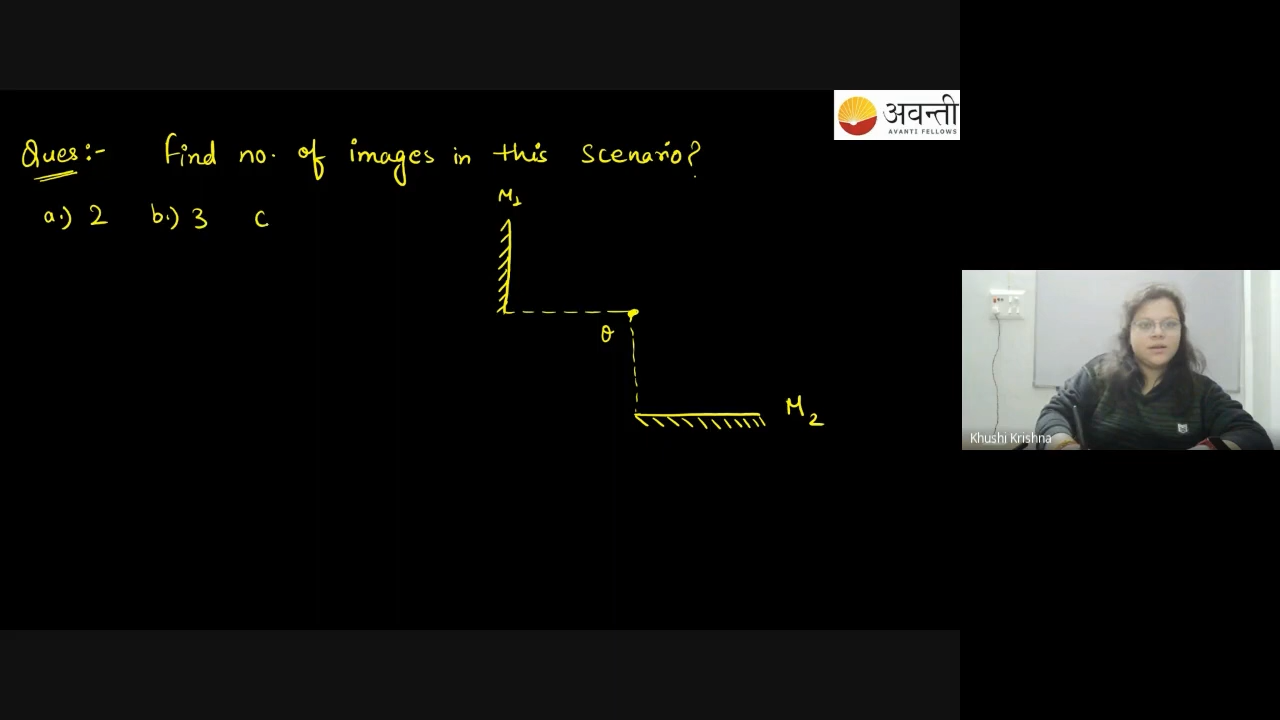 अवन्ती
AVANTI FELLOWS
Ques:- Find no. of images in this scenario?
a.) 2 b.) 3 c
M1
θ
M2
Khushi Krishna